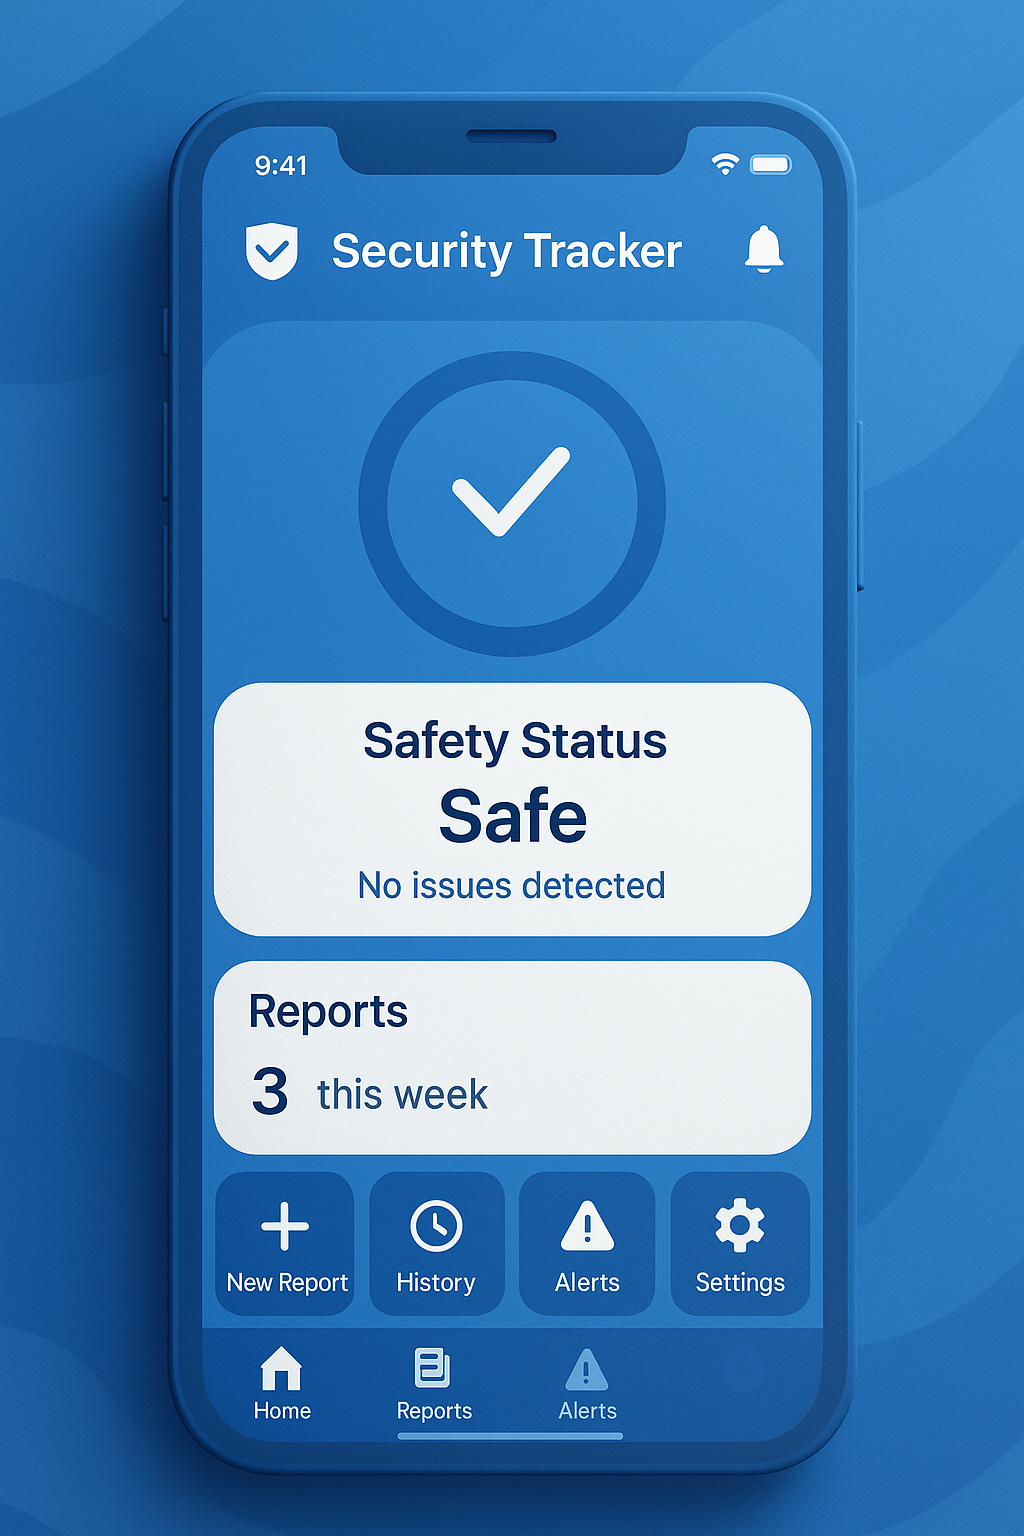 9:41
Security Tracker
Safety Status
Safe
No issues detected
Reports
3 this week
New Report
History
Alerts
Settings
Home
Reports
Alerts